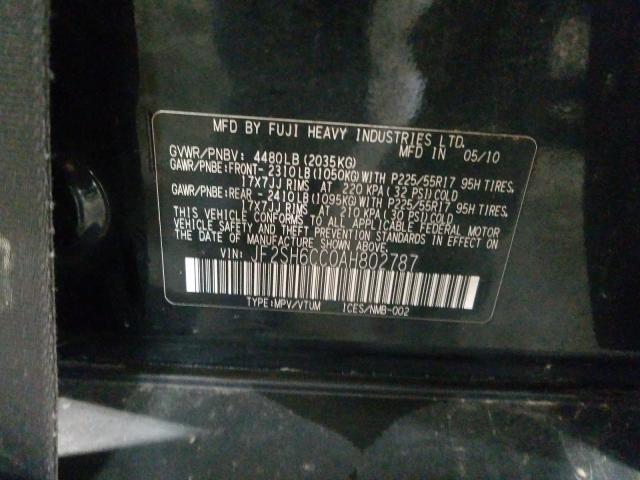 MFD BY FUJI HEAVY INDUSTRIES LTD.
MFD IN 05/10
GVWR/PNBV: 4480LB(2035KG)
GAWR/PNBE:FRONT-2310LB(1050KG)WITH P225/55R17 95H TIRES,
17X7JJ RIMS AT 220 KPA(32 PSI)COLD
GAWR/PNBE:REAR -2410LB(1095KG)WITH P225/55R17 95H TIRES,
17X7JJ RIMS AT 210 KPA(30 PSI)COLD
THIS VEHICLE CONFORMS TO ALL APPLICABLE FEDERAL MOTOR
VEHICLE SAFETY AND THEFT PREVENTION STANDARDS IN EFFECT
ON THE DATE OF MANUFACTURE SHOWN ABOVE.
VIN: JF2SH6CC0AH802787
TYPE:MPV/VTUM ICES/NMB-002